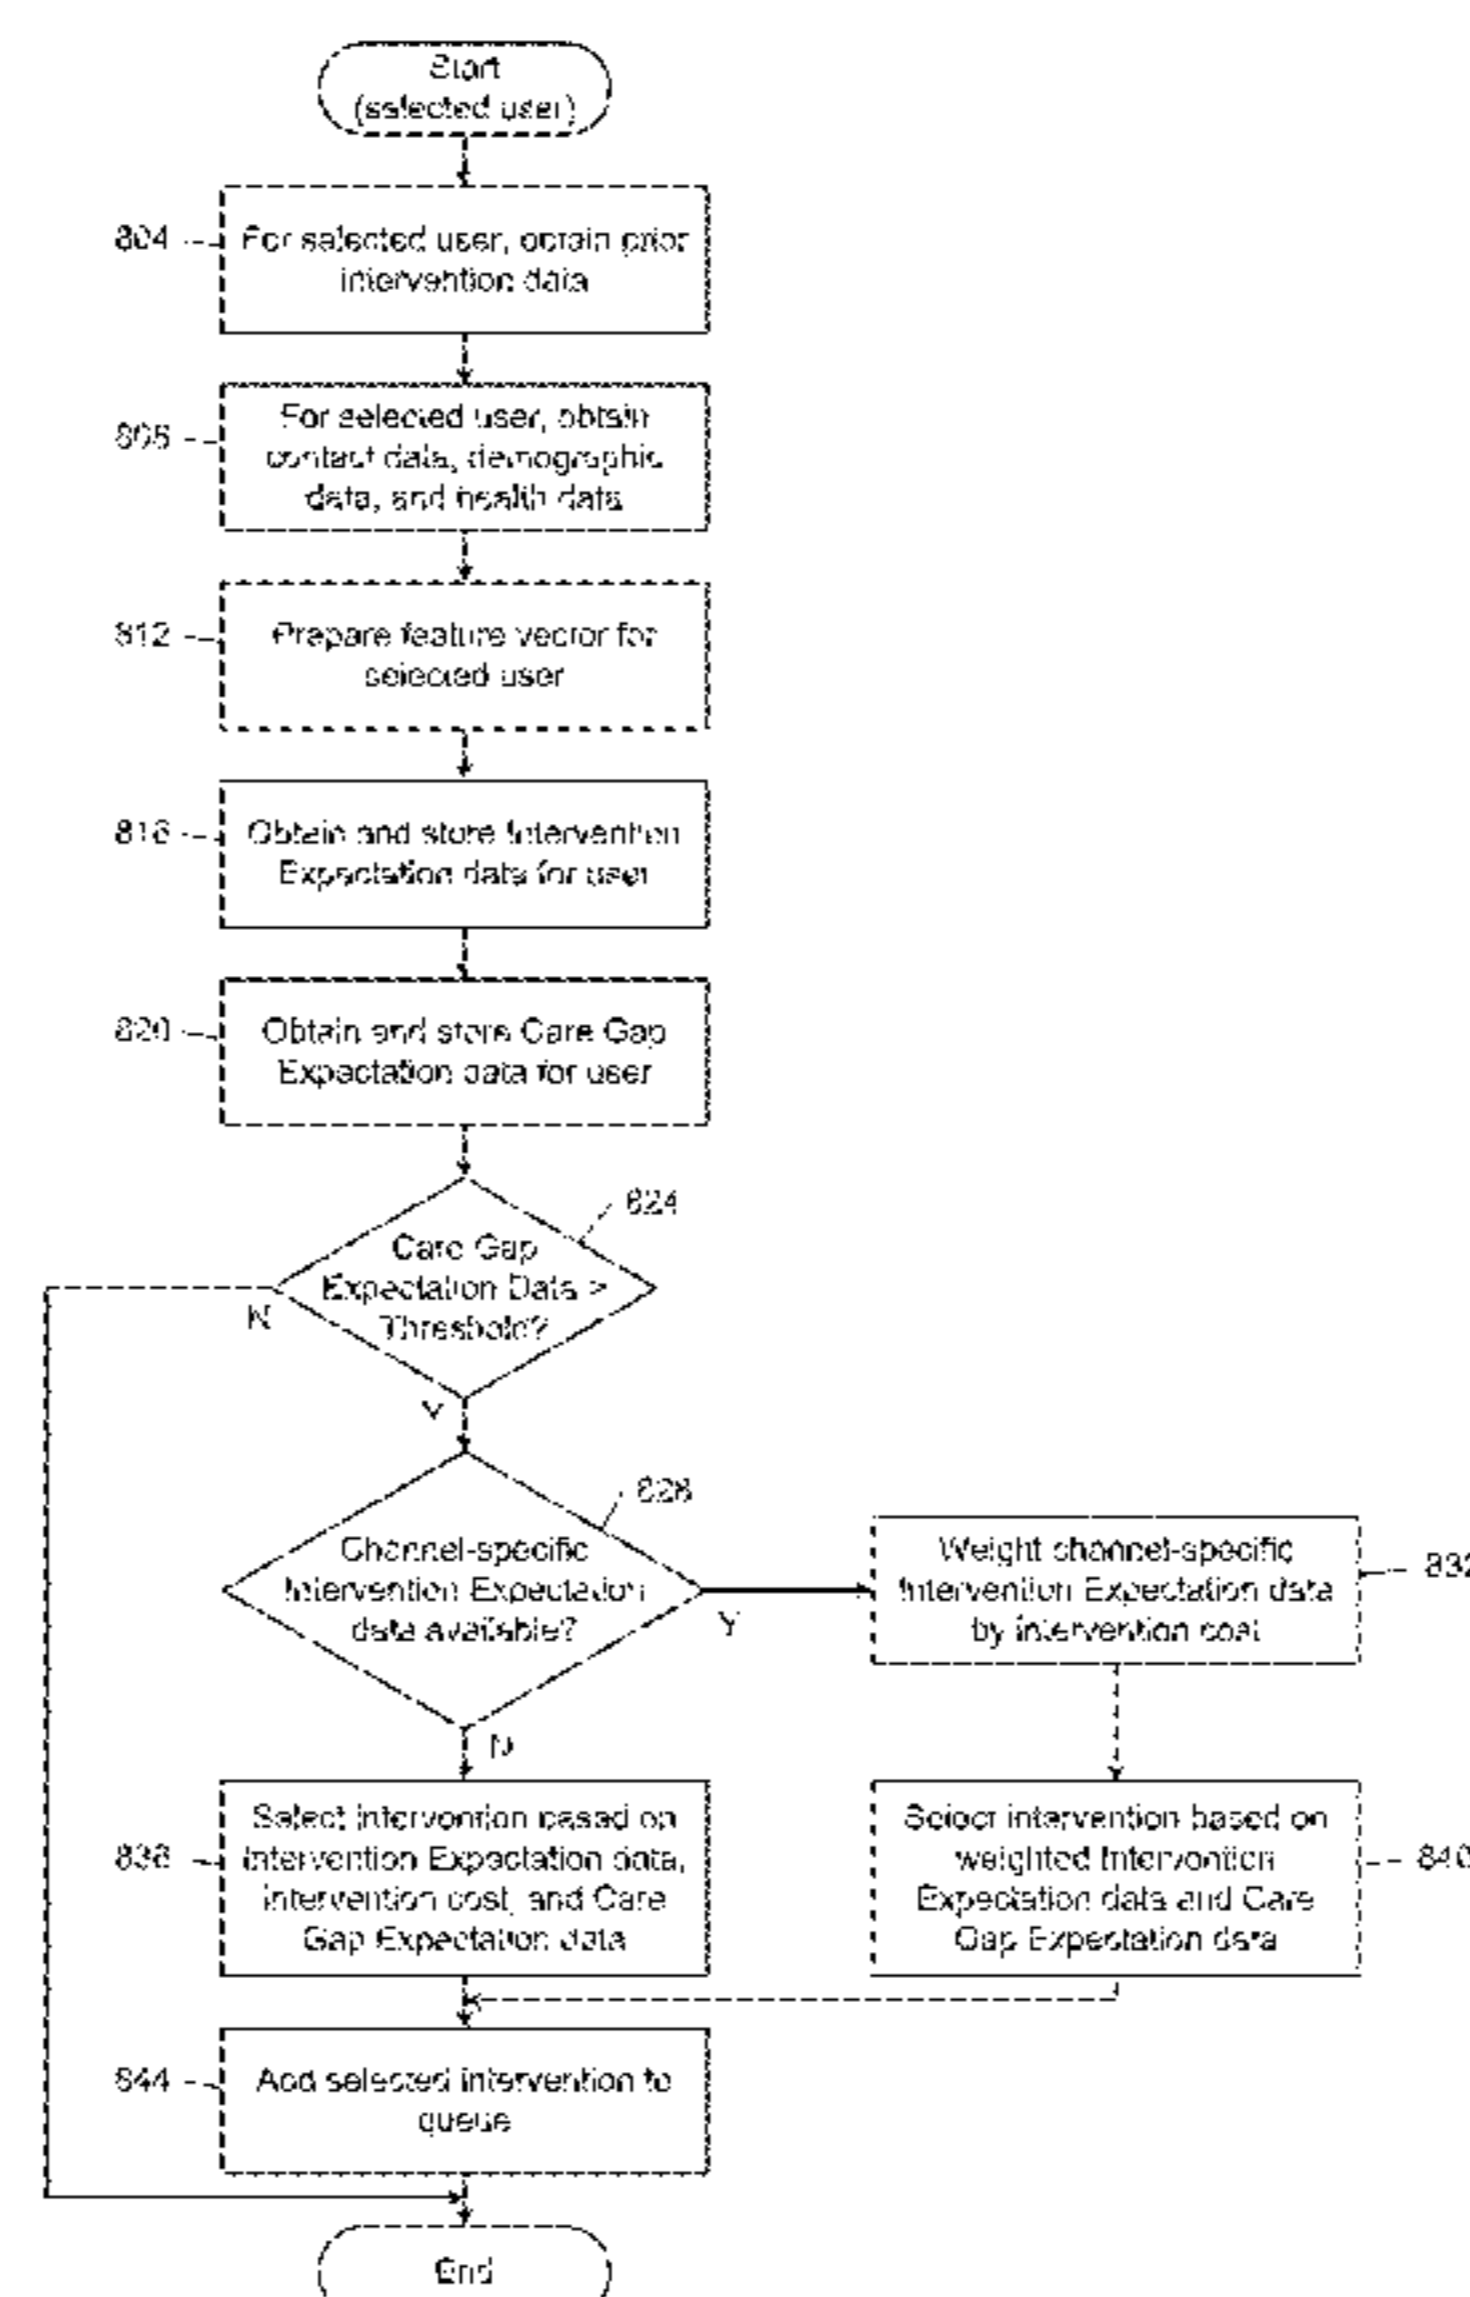 Start
(selected user)
804
For selected user, obtain prior
intervention data
808
For selected user, obtain
contact data, demographic
data, and health data
812
Prepare feature vector for
selected user
816
Obtain and store Intervention
Expectation data for user
820
Obtain and store Care Gap
Expectation data for user
824
Care Gap
Expectation Data >
Threshold?
N
Y
828
Channel-specific
Intervention Expectation
data available?
Y
N
Weight channel-specific
Intervention Expectation data
by intervention cost
832
836
Select intervention based on
Intervention Expectation data,
intervention cost, and Care
Gap Expectation data
Select intervention based on
weighted Intervention
Expectation data and Care
Gap Expectation data
840
844
Add selected intervention to
queue
End